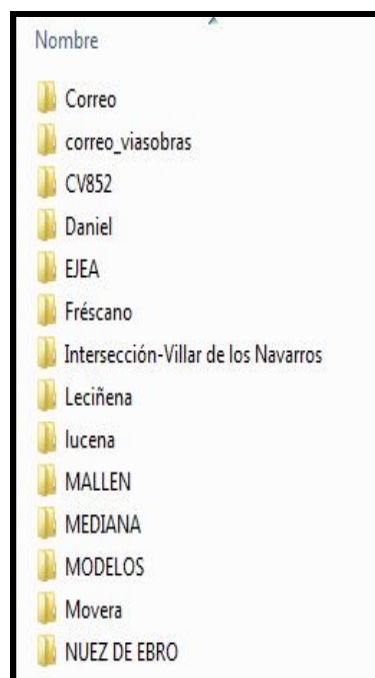 Nombre
Correo
correo_viasobras
CV852
Daniel
EJEA
Fréscano
Intersección-Villar de los Navarros
Leciñena
lucena
MALLEN
MEDIANA
MODELOS
Movera
NUEZ DE EBRO